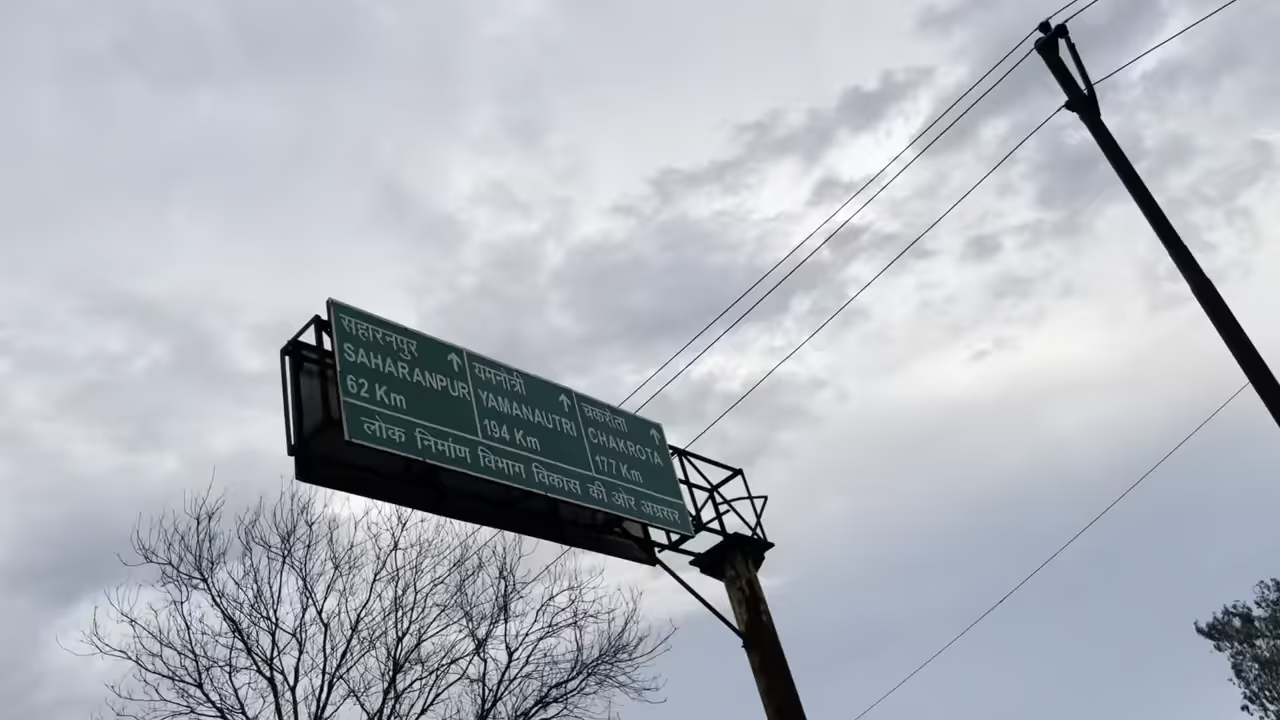 सहारनपुर
SAHARANPUR
62 Km
यमनोत्री
YAMANAUTRI
194 Km
चकरोता
CHAKROTA
177 Km
लोक निर्माण विभाग विकास की ओर अग्रसर